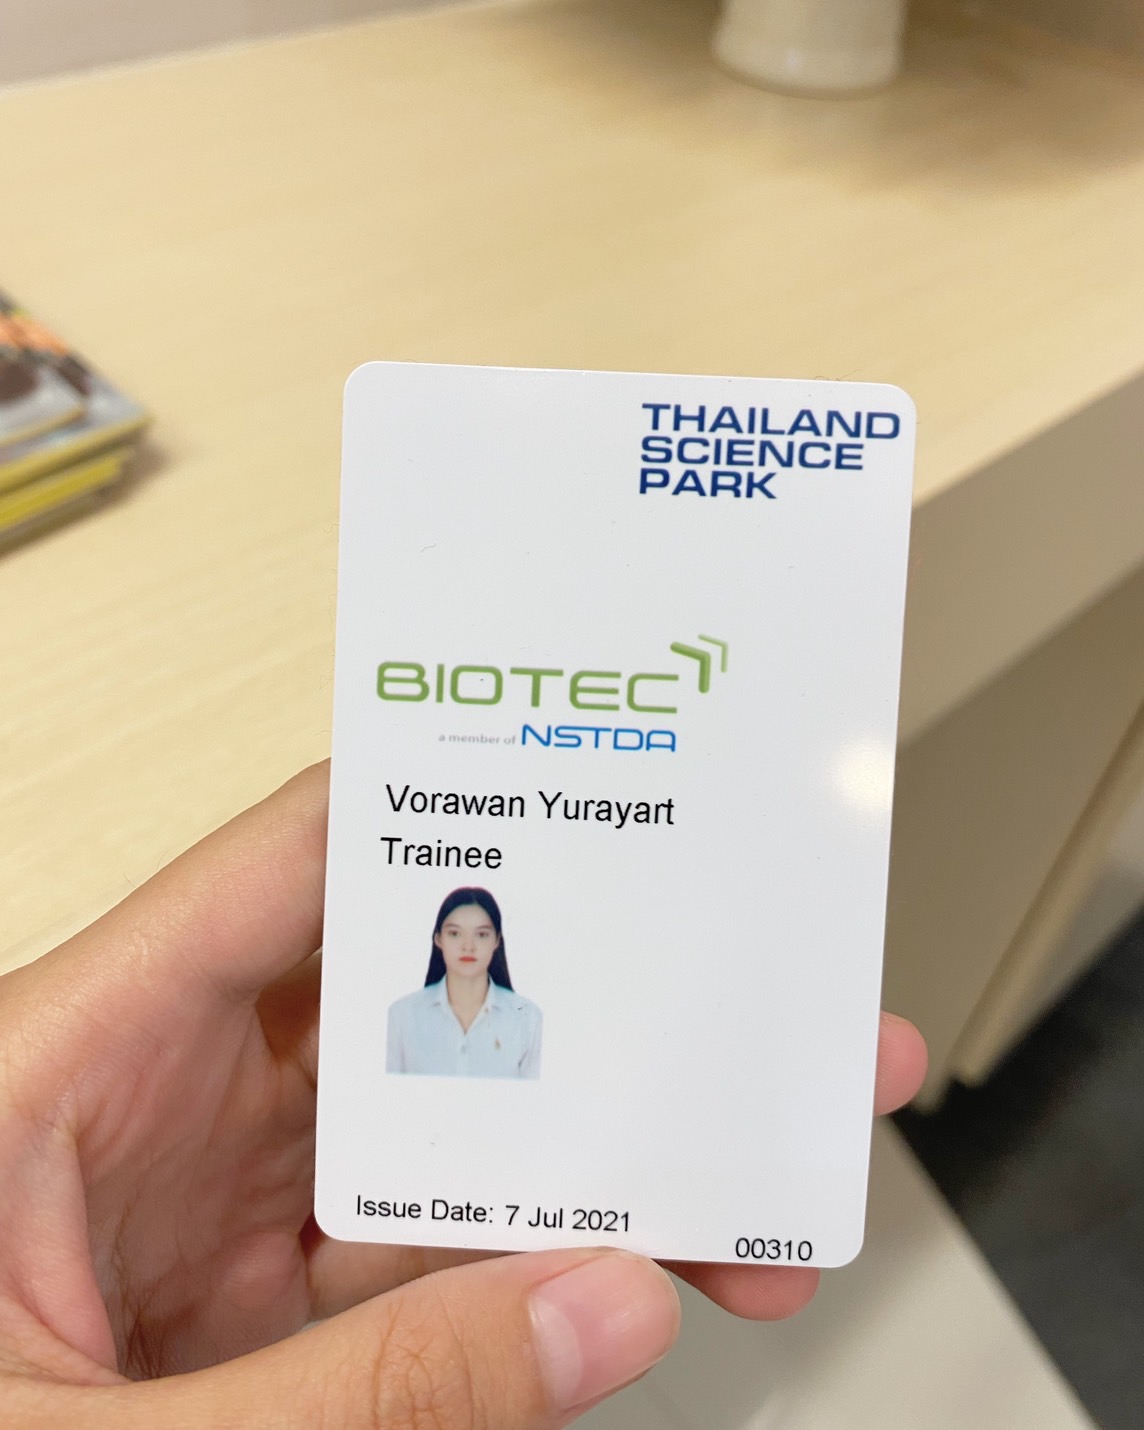 THAILAND
SCIENCE
PARK
BIOTEC
a member of NSTDA
Vorawan Yurayart
Trainee
Issue Date: 7 Jul 2021
00310